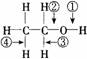 H H ② ①
H—C—C—O—H
④ ③
H H